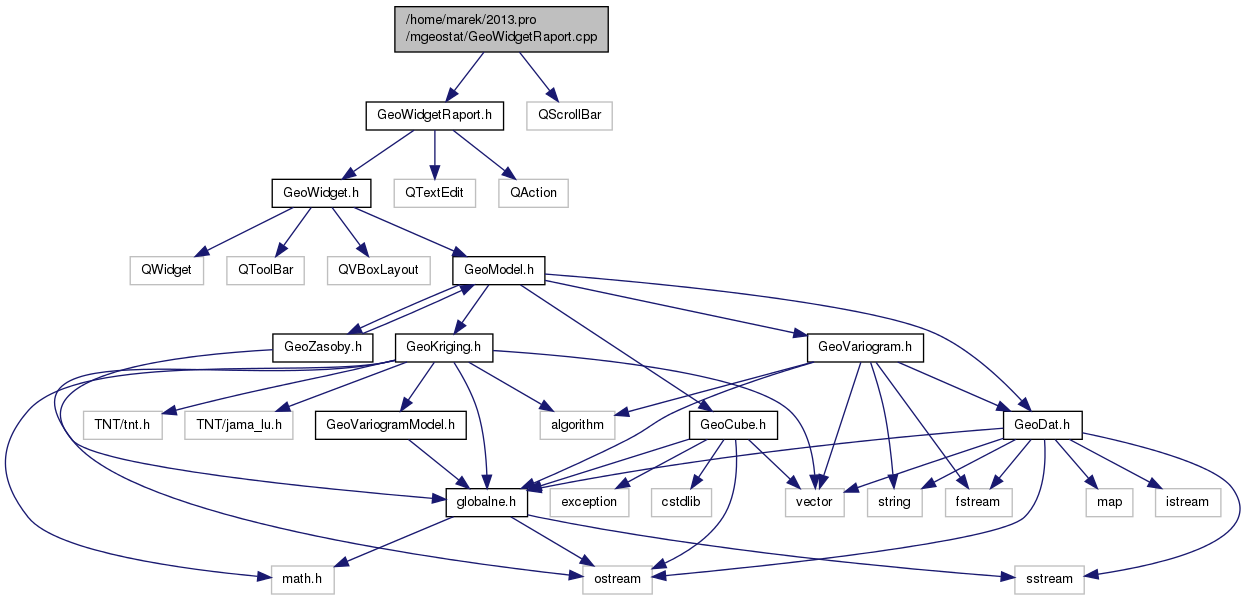 /home/marek/2013.pro
/mgeostat/GeoWidgetRaport.cpp
GeoWidgetRaport.h
QScrollBar
GeoWidget.h
QTextEdit
QAction
QWidget
QToolBar
QVBoxLayout
GeoModel.h
GeoZasoby.h
GeoKriging.h
GeoVariogram.h
TNT/tnt.h
TNT/jama_lu.h
GeoVariogramModel.h
algorithm
GeoCube.h
GeoDat.h
globalne.h
exception
cstdlib
vector
string
fstream
map
istream
math.h
ostream
sstream